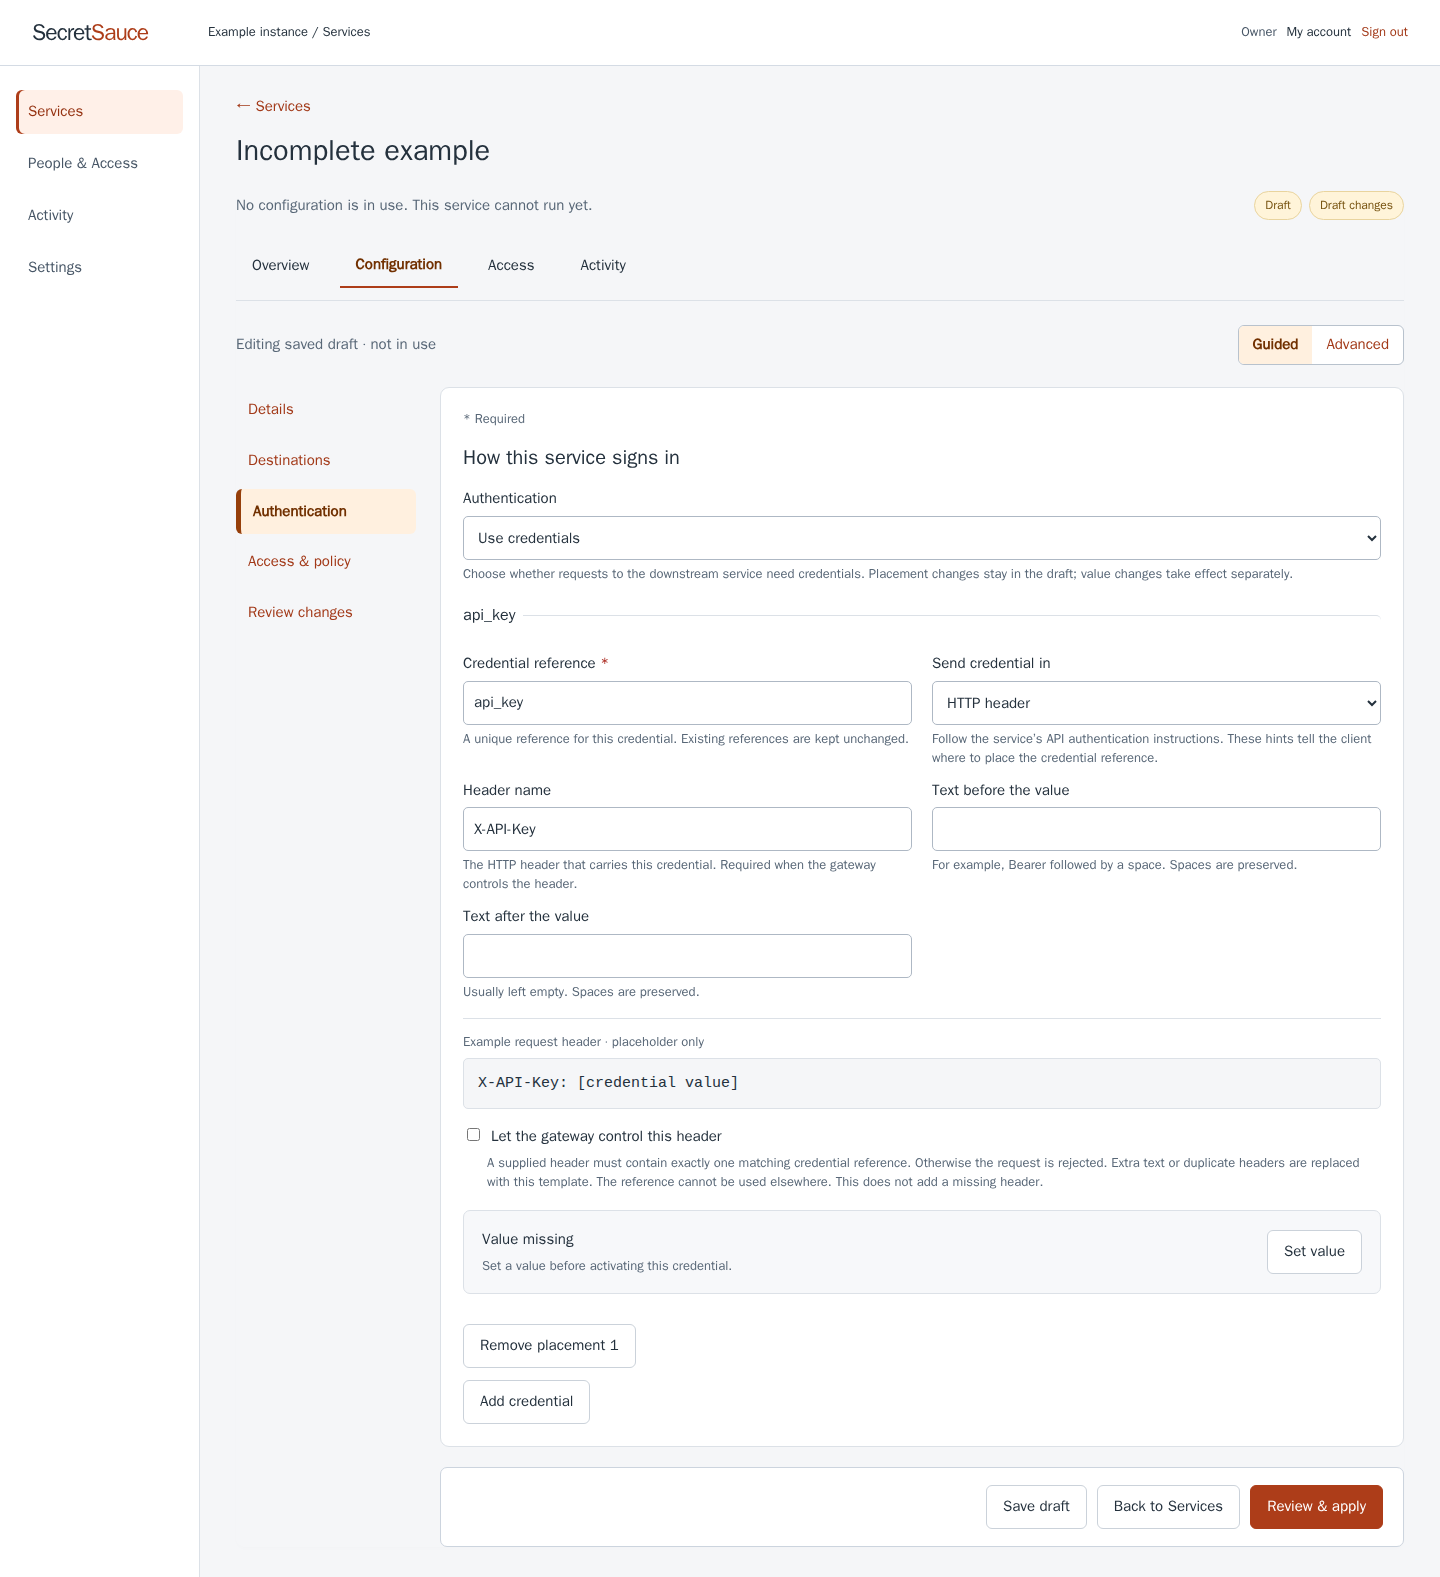 SecretSauce
Example instance / Services
Owner My account Sign out
Services
People & Access
Activity
Settings
← Services
Incomplete example
No configuration is in use. This service cannot run yet.
Draft
Draft changes
Overview
Configuration
Access
Activity
Editing saved draft · not in use
Guided
Advanced
Details
Destinations
Authentication
Access & policy
Review changes
* Required
How this service signs in
Authentication
Use credentials
Choose whether requests to the downstream service need credentials. Placement changes stay in the draft; value changes take effect separately.
api_key
Credential reference *
api_key
A unique reference for this credential. Existing references are kept unchanged.
Send credential in
HTTP header
Follow the service's API authentication instructions. These hints tell the client
where to place the credential reference.
Header name
X-API-Key
The HTTP header that carries this credential. Required when the gateway
controls the header.
Text before the value
For example, Bearer followed by a space. Spaces are preserved.
Text after the value
Usually left empty. Spaces are preserved.
Example request header · placeholder only
X-API-Key: [credential value]
Let the gateway control this header
A supplied header must contain exactly one matching credential reference. Otherwise the request is rejected. Extra text or duplicate headers are replaced
with this template. The reference cannot be used elsewhere. This does not add a missing header.
Value missing
Set a value before activating this credential.
Set value
Remove placement 1
Add credential
Save draft
Back to Services
Review & apply